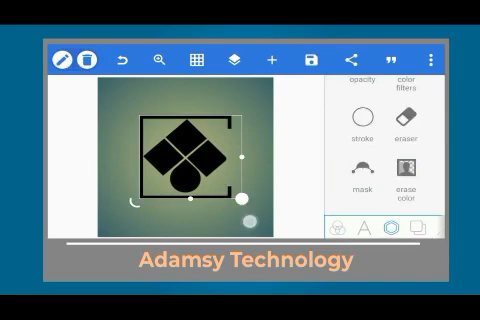 opacity
color
filters
stroke
eraser
mask
erase
color
Adamsy Technology